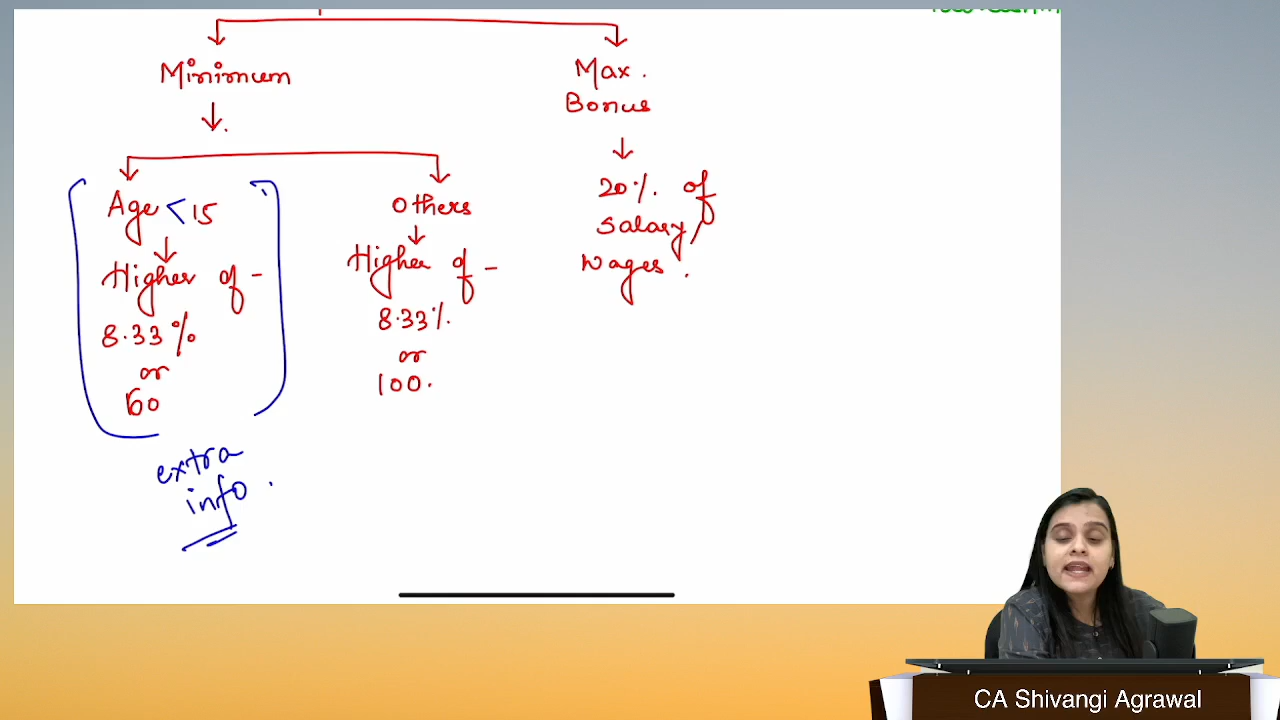 Minimum
Age < 15
Higher of -
8.33%
or
60
extra
info.
Others
Higher of -
8.33%.
or
100.
Max.
Bonus
20%. of
Salary/
Wages.
CA Shivangi Agrawal